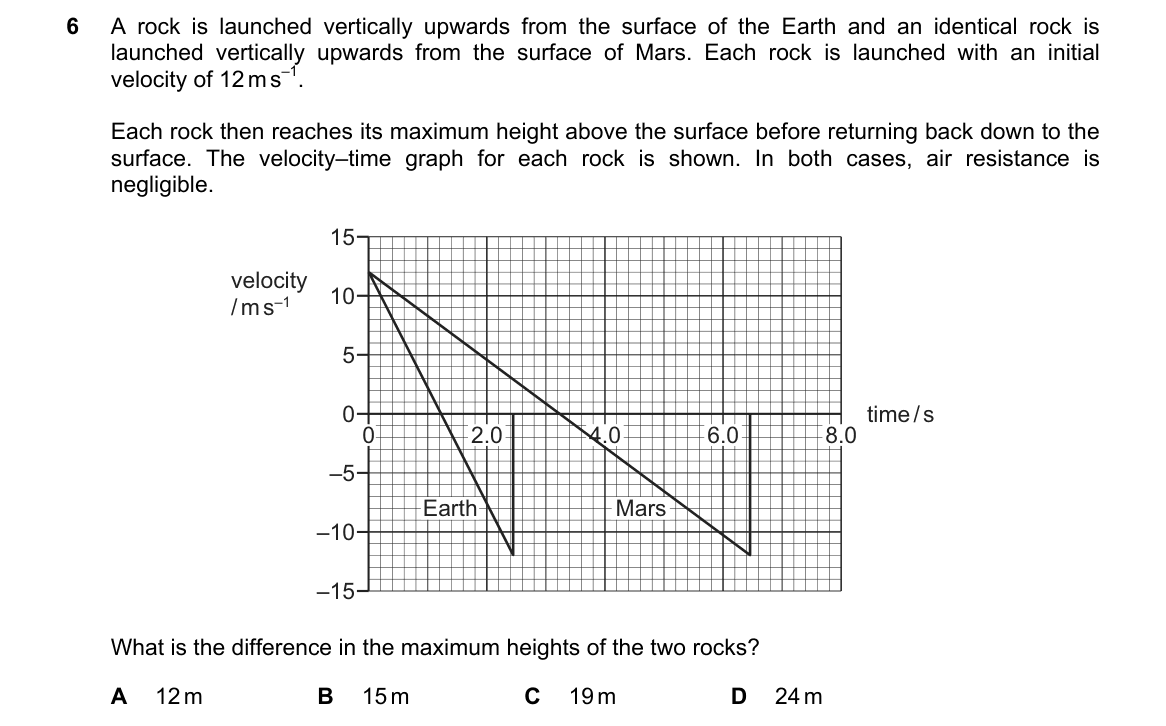 6 A rock is launched vertically upwards from the surface of the Earth and an identical rock is
launched vertically upwards from the surface of Mars. Each rock is launched with an initial
velocity of 12 m s⁻¹.
Each rock then reaches its maximum height above the surface before returning back down to the
surface. The velocity–time graph for each rock is shown. In both cases, air resistance is
negligible.
15
velocity
/ m s⁻¹
10
5
0
time / s
0 2.0 4.0 6.0 8.0
–5
Earth Mars
–10
–15
What is the difference in the maximum heights of the two rocks?
A 12 m B 15 m C 19 m D 24 m